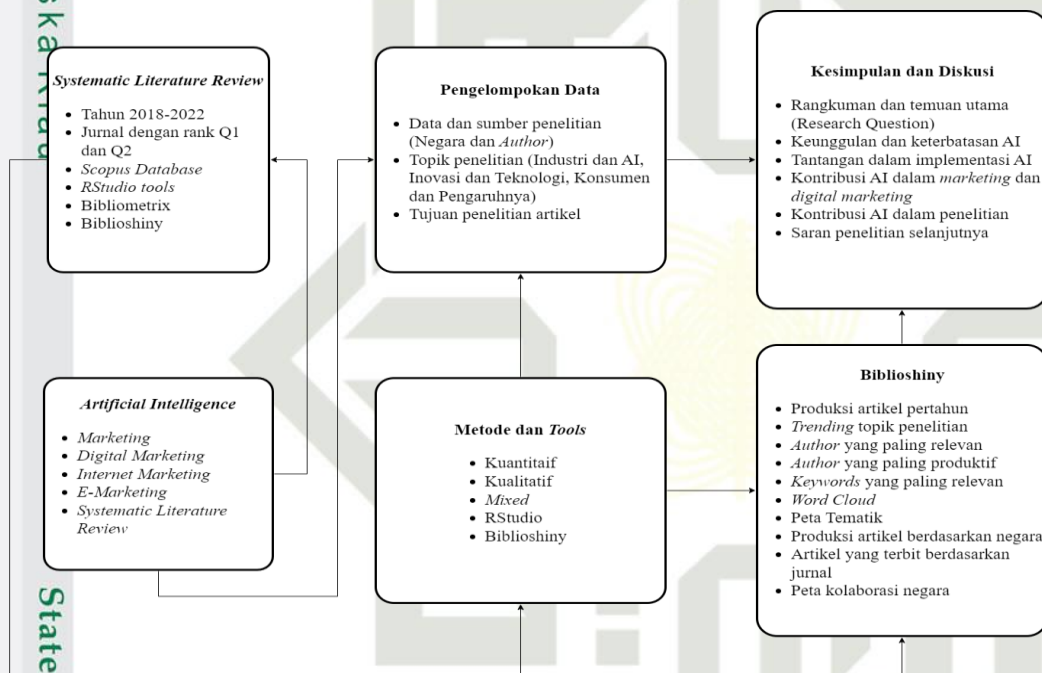 ska Riau
State
Systematic Literature Review
Tahun 2018-2022
Jurnal dengan rank Q1
dan Q2
Scopus Database
RStudio tools
Bibliometrix
Biblioshiny
Pengelompokan Data
Data dan sumber penelitian
(Negara dan Author)
Topik penelitian (Industri dan AI,
Inovasi dan Teknologi, Konsumen
dan Pengaruhnya)
Tujuan penelitian artikel
Kesimpulan dan Diskusi
Rangkuman dan temuan utama
(Research Question)
Keunggulan dan keterbatasan AI
Tantangan dalam implementasi AI
Kontribusi AI dalam marketing dan
digital marketing
Kontribusi AI dalam penelitian
Saran penelitian selanjutnya
Artificial Intelligence
Marketing
Digital Marketing
Internet Marketing
E-Marketing
Systematic Literature
Review
Metode dan Tools
Kuantitaif
Kualitatif
Mixed
RStudio
Biblioshiny
Biblioshiny
Produksi artikel pertahun
Trending topik penelitian
Author yang paling relevan
Author yang paling produktif
Keywords yang paling relevan
Word Cloud
Peta Tematik
Produksi artikel berdasarkan negara
Artikel yang terbit berdasarkan
jurnal
Peta kolaborasi negara